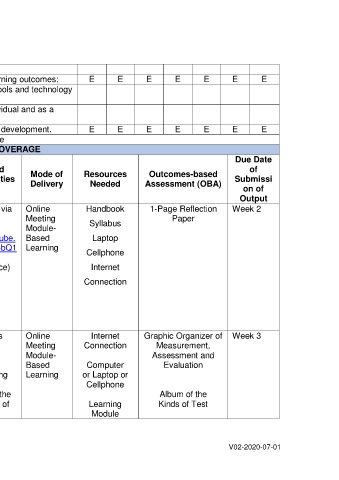 rning outcomes; E E E E E E E
ools and technology
vidual and as a
development. E E E E E E E
e
OVERAGE
d
ties
Mode of
Delivery
Resources
Needed
Outcomes-based
Assessment (OBA)
Due Date
of
Submissi
on of
Output
via
ube.
bQ1
ce)
Online
Meeting
Module-
Based
Learning
Handbook
Syllabus
Laptop
Cellphone
Internet
Connection
1-Page Reflection
Paper
Week 2
s
ng
the
of
Online
Meeting
Module-
Based
Learning
Internet
Connection
Computer
or Laptop or
Cellphone
Learning
Module
Graphic Organizer of
Measurement,
Assessment and
Evaluation
Album of the
Kinds of Test
Week 3
V02-2020-07-01